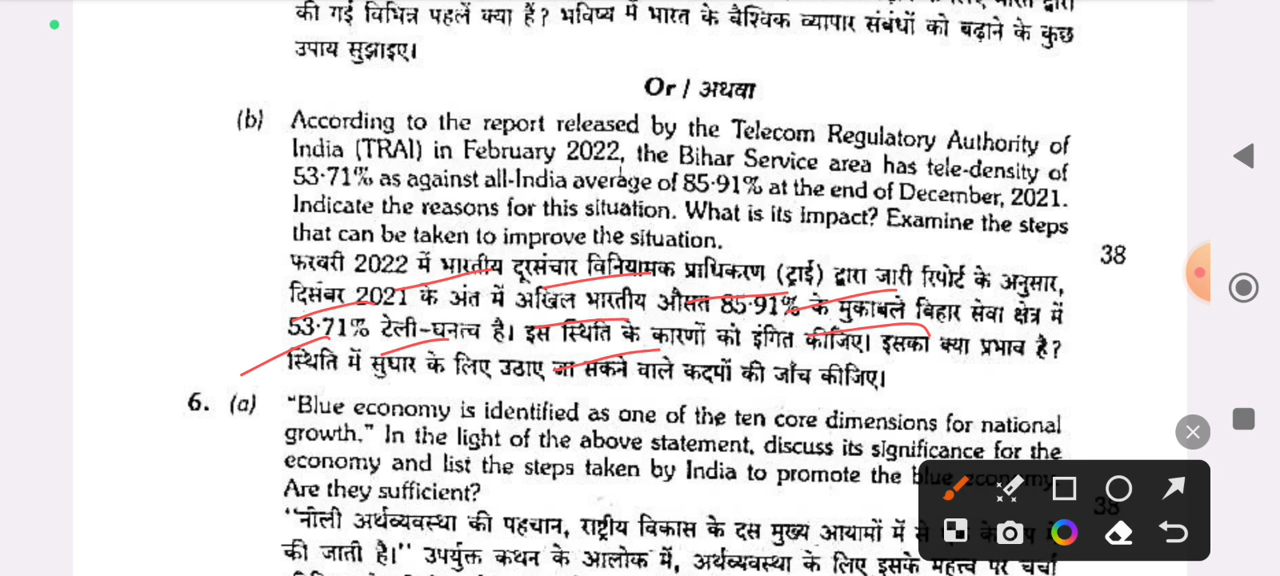 की गई विभिन्न पहलें क्या हैं? भविष्य में भारत के वैश्विक व्यापार संबंधों को बढ़ाने के कुछ
उपाय सुझाइए।
Or / अथवा
(b) According to the report released by the Telecom Regulatory Authority of
India (TRAI) in February 2022, the Bihar Service area has tele-density of
53·71% as against all-India average of 85·91% at the end of December, 2021.
Indicate the reasons for this situation. What is its impact? Examine the steps
that can be taken to improve the situation.
38
फरवरी 2022 में भारतीय दूरसंचार विनियामक प्राधिकरण (ट्राई) द्वारा जारी रिपोर्ट के अनुसार,
दिसंबर 2021 के अंत में अखिल भारतीय औसत 85·91% के मुकाबले बिहार सेवा क्षेत्र में
53·71% टेली-घनत्व है। इस स्थिति के कारणों को इंगित कीजिए। इसका क्या प्रभाव है?
स्थिति में सुधार के लिए उठाए जा सकने वाले कदमों की जाँच कीजिए।
6. (a) “Blue economy is identified as one of the ten core dimensions for national
growth.” In the light of the above statement, discuss its significance for the
economy and list the steps taken by India to promote the blue economy.
Are they sufficient?
38
“नीली अर्थव्यवस्था की पहचान, राष्ट्रीय विकास के दस मुख्य आयामों में से
की जाती है।” उपर्युक्त कथन के आलोक में, अर्थव्यवस्था के लिए इसके महत्त्व पर चर्चा